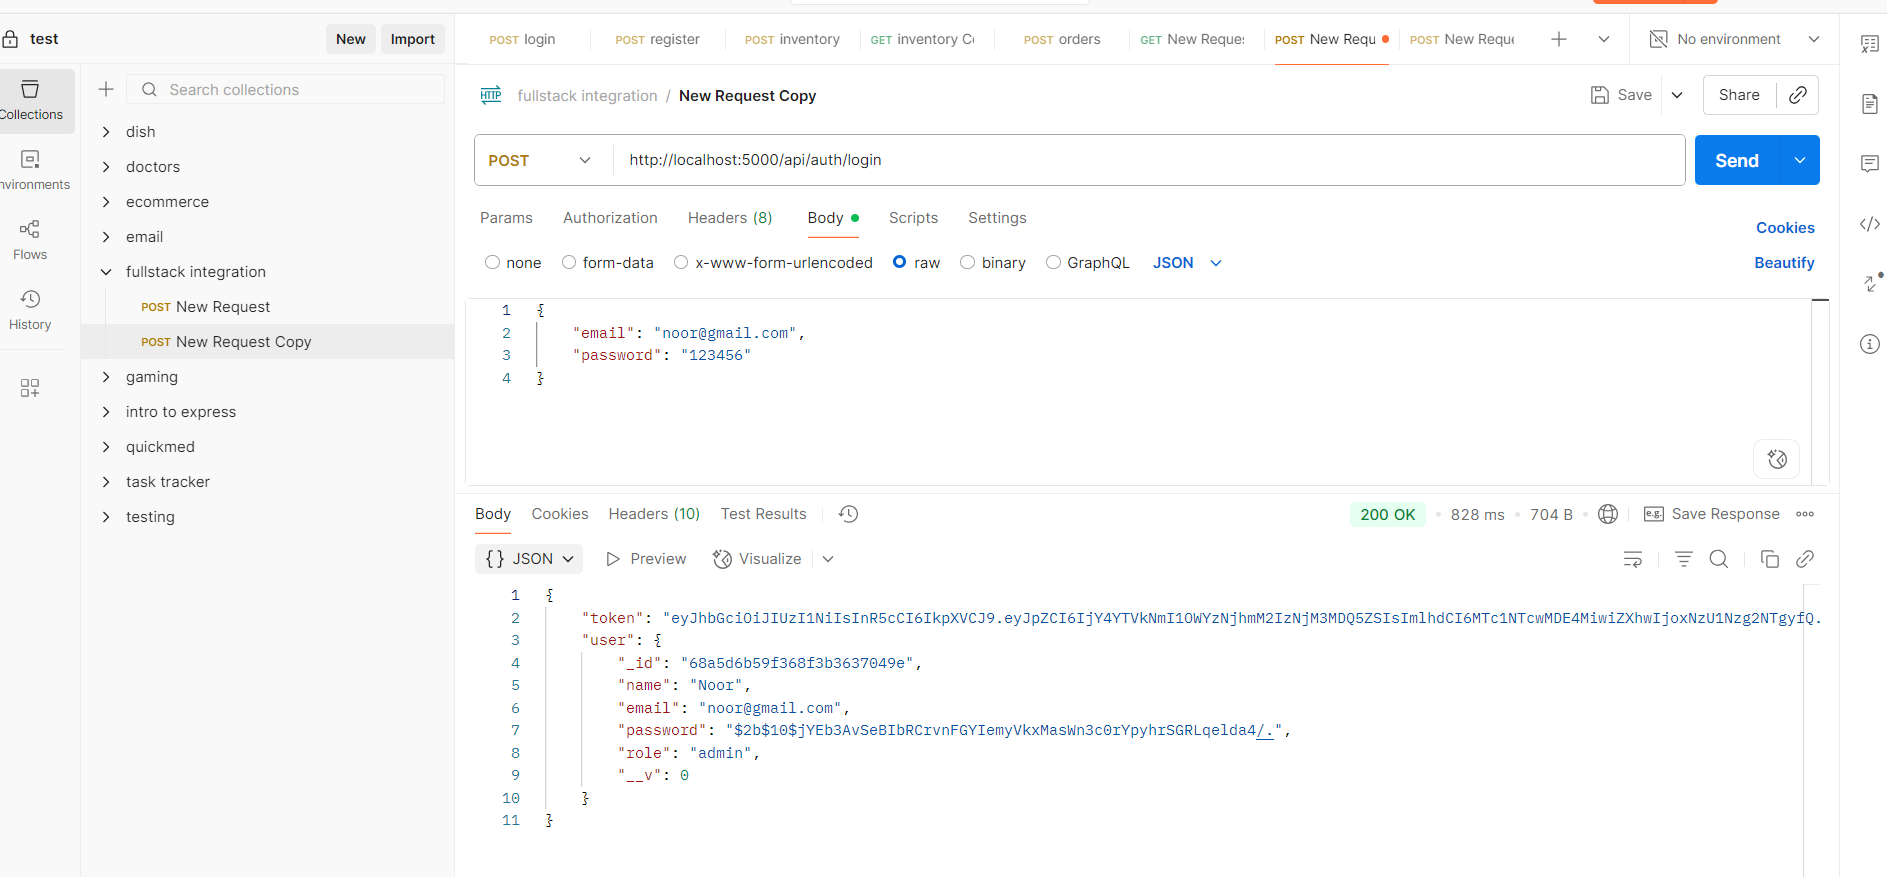 test
New
Import
POST login
POST register
POST inventory
GET inventory Co
POST orders
GET New Reques
POST New Requ
POST New Reque
No environment
Collections
Search collections
nvironments
Flows
History
dish
doctors
ecommerce
email
fullstack integration
POST New Request
POST New Request Copy
gaming
intro to express
quickmed
task tracker
testing
HTTP fullstack integration / New Request Copy
Save
Share
POST http://localhost:5000/api/auth/login
Send
Params Authorization Headers (8) Body Scripts Settings
Cookies
none form-data x-www-form-urlencoded raw binary GraphQL JSON
Beautify
1 {
2 "email": "noor@gmail.com",
3 "password": "123456"
4 }
Body Cookies Headers (10) Test Results
200 OK 828 ms 704 B e.g. Save Response
{} JSON Preview Visualize
1 {
2 "token": "eyJhbGciOiJIUzI1NiIsInR5cCI6IkpXVCJ9.eyJpZCI6IjY4YTVkNmI1OWYzNjhmM2IzNjM3MDQ5ZSIsImlhdCI6MTc1NTcwMDE4MiwiZXhwIjoxNzU1Nzg2NTgyfQ.
3 "user": {
4 "_id": "68a5d6b59f368f3b3637049e",
5 "name": "Noor",
6 "email": "noor@gmail.com",
7 "password": "$2b$10$jYEb3AvSeBIbRCrvnFGYIemyVkxMasWn3c0rYpyhrSGRLqelda4/.",
8 "role": "admin",
9 "__v": 0
10 }
11 }